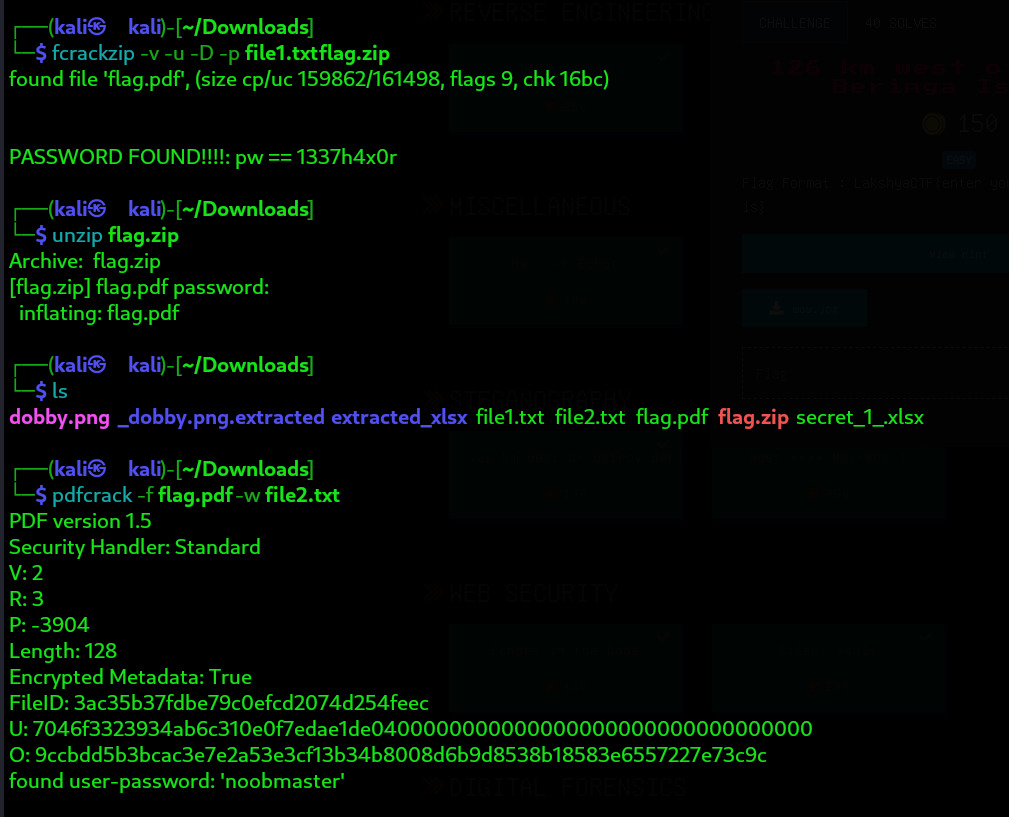 ┌──(kali㉿ kali)-[~/Downloads]
└─$ fcrackzip -v -u -D -p file1.txtflag.zip
found file 'flag.pdf', (size cp/uc 159862/161498, flags 9, chk 16bc)
PASSWORD FOUND!!!!: pw == 1337h4x0r
┌──(kali㉿ kali)-[~/Downloads]
└─$ unzip flag.zip
Archive: flag.zip
[flag.zip] flag.pdf password:
inflating: flag.pdf
┌──(kali㉿ kali)-[~/Downloads]
└─$ ls
dobby.png _dobby.png.extracted extracted_xlsx file1.txt file2.txt flag.pdf flag.zip secret_1_.xlsx
┌──(kali㉿ kali)-[~/Downloads]
└─$ pdfcrack -f flag.pdf -w file2.txt
PDF version 1.5
Security Handler: Standard
V: 2
R: 3
P: -3904
Length: 128
Encrypted Metadata: True
FileID: 3ac35b37fdbe79c0efcd2074d254feec
U: 7046f3323934ab6c310e0f7edae1de0400000000000000000000000000000000
O: 9ccbdd5b3bcac3e7e2a53e3cf13b34b8008d6b9d8538b18583e6557227e73c9c
found user-password: 'noobmaster'
REVERSE ENGINEERING
MISCELLANEOUS
WEB SECURITY
DIGITAL FORENSICS
CHALLENGE 40 SOLVES
150
EASY